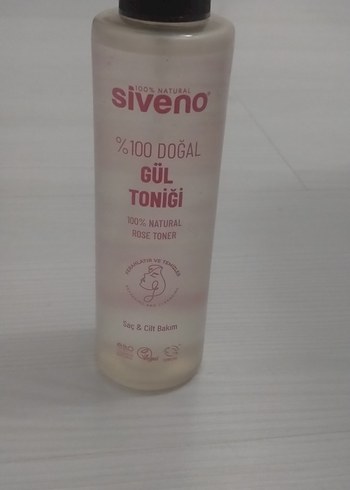 100% NATURAL
siveno®
%100 DOĞAL
GÜL
TONİĞİ
100% NATURAL
ROSE TONER
Saç & Cilt Bakım